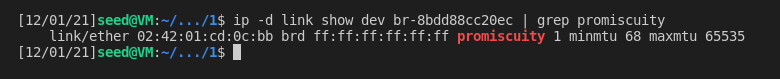 [12/01/21]seed@VM:~/.../1$ ip -d link show dev br-8bdd88cc20ec | grep promiscuity
    link/ether 02:42:01:cd:0c:bb brd ff:ff:ff:ff:ff:ff promiscuity 1 minmtu 68 maxmtu 65535
[12/01/21]seed@VM:~/.../1$